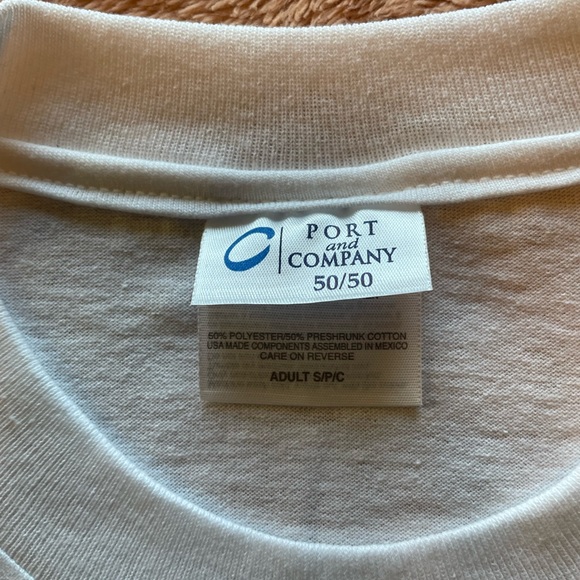 PORT
and
COMPANY
50/50
50% POLYESTER/50% PRESHRUNK COTTON
USA MADE COMPONENTS ASSEMBLED IN MEXICO
CARE ON REVERSE
ADULT S/P/C